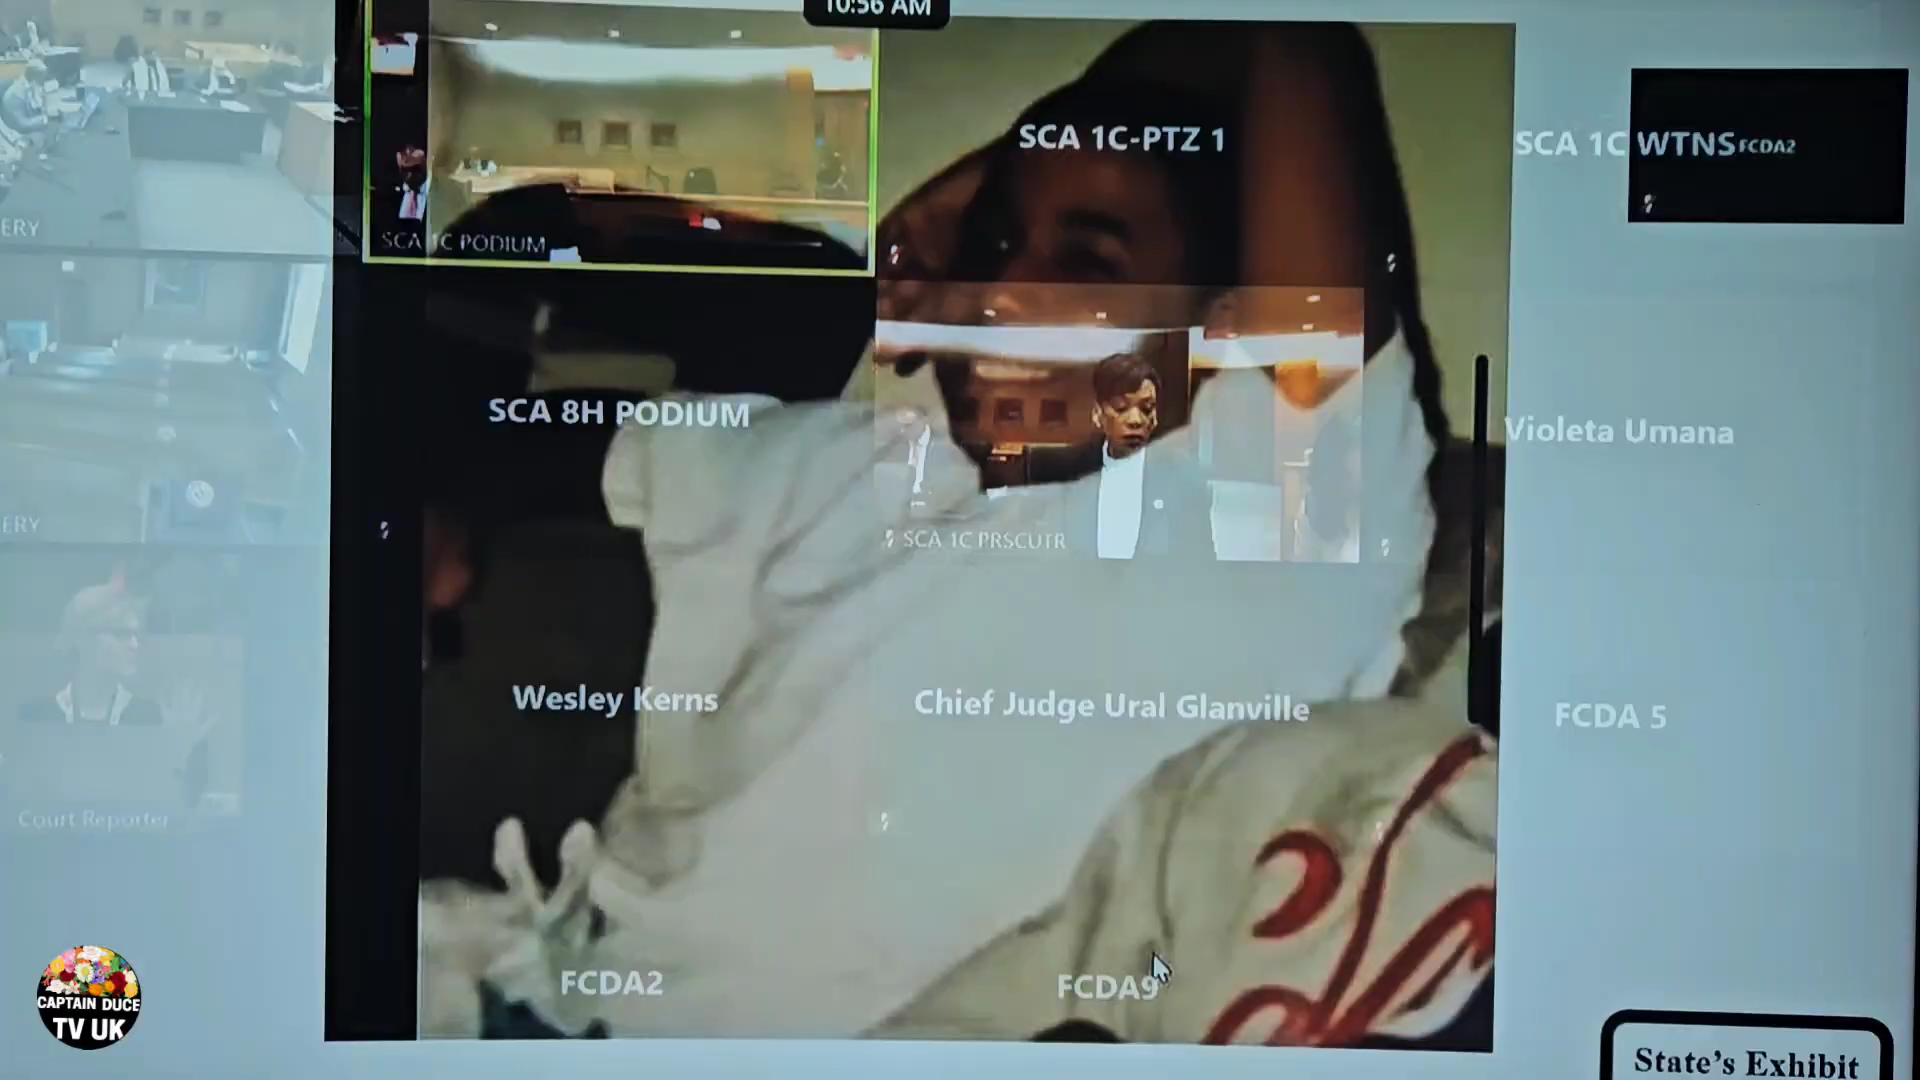 10:56 AM
SCA 1C-PTZ 1
SCA 1C WTNS
FCDA2
ERY
SCA 1C PODIUM
SCA 8H PODIUM
Violeta Umana
ERY
SCA 1C PRSCUTR
Wesley Kerns
Chief Judge Ural Glanville
FCDA 5
Court Reporter
FCDA2
FCDA9
CAPTAIN DUCE
TV UK
State's Exhibit